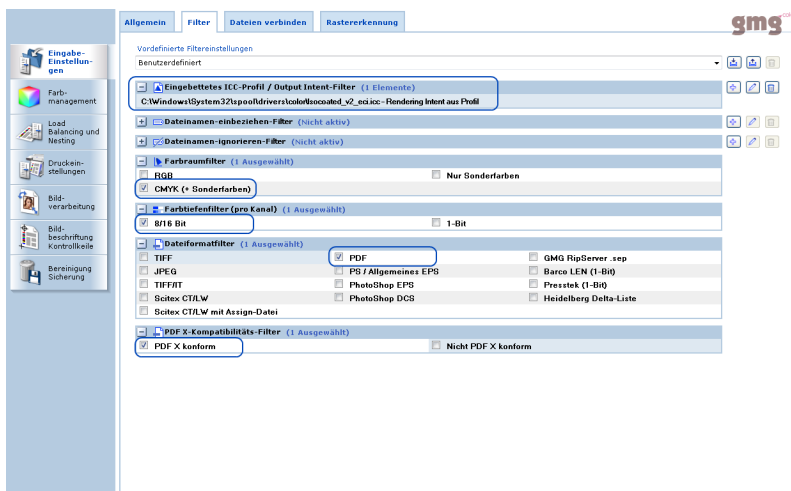 Allgemein Filter Dateien verbinden Rastererkennung
gmg
Eingabe-
Einstellun-
gen
Farb-
management
Load
Balancing und
Nesting
Druckein-
stellungen
Bild-
verarbeitung
Bild-
beschriftung
Kontrollkeile
Bereinigung
Sicherung
Vordefinierte Filtereinstellungen
Benutzerdefiniert
Eingebettetes ICC-Profil / Output Intent-Filter (1 Elemente)
C:\Windows\System32\spool\drivers\color\Isocoated_v2_eci.icc - Rendering Intent aus Profil
Dateinamen-einbeziehen-Filter (Nicht aktiv)
Dateinamen-ignorieren-Filter (Nicht aktiv)
Farbraumfilter (1 Ausgewählt)
RGB Nur Sonderfarben
CMYK (+ Sonderfarben)
Farbtiefenfilter (pro Kanal) (1 Ausgewählt)
8/16 Bit 1-Bit
Dateiformatfilter (1 Ausgewählt)
TIFF PDF GMG RipServer .sep
JPEG PS / Allgemeines EPS Barco LEN (1-Bit)
TIFF/IT PhotoShop EPS Presstek (1-Bit)
Scitex CT/LW PhotoShop DCS Heidelberg Delta-Liste
Scitex CT/LW mit Assign-Datei
PDF X-Kompatibilitäts-Filter (1 Ausgewählt)
PDF X konform Nicht PDF X konform